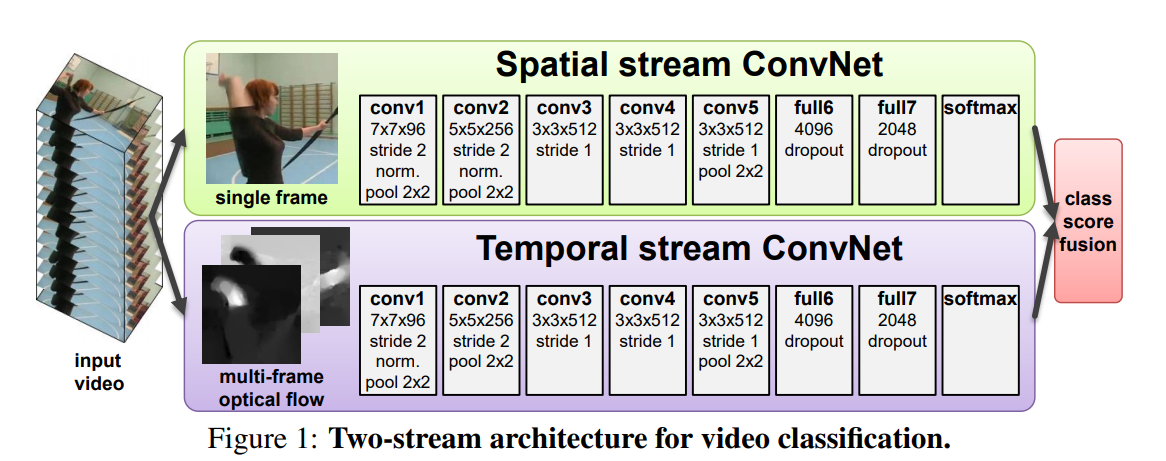 Spatial stream ConvNet
single frame
conv1
7x7x96
stride 2
norm.
pool 2x2
conv2
5x5x256
stride 2
norm.
pool 2x2
conv3
3x3x512
stride 1
conv4
3x3x512
stride 1
conv5
3x3x512
stride 1
pool 2x2
full6
4096
dropout
full7
2048
dropout
softmax
input
video
Temporal stream ConvNet
multi-frame
optical flow
conv1
7x7x96
stride 2
norm.
pool 2x2
conv2
5x5x256
stride 2
pool 2x2
conv3
3x3x512
stride 1
conv4
3x3x512
stride 1
conv5
3x3x512
stride 1
pool 2x2
full6
4096
dropout
full7
2048
dropout
softmax
class
score
fusion
Figure 1: Two-stream architecture for video classification.